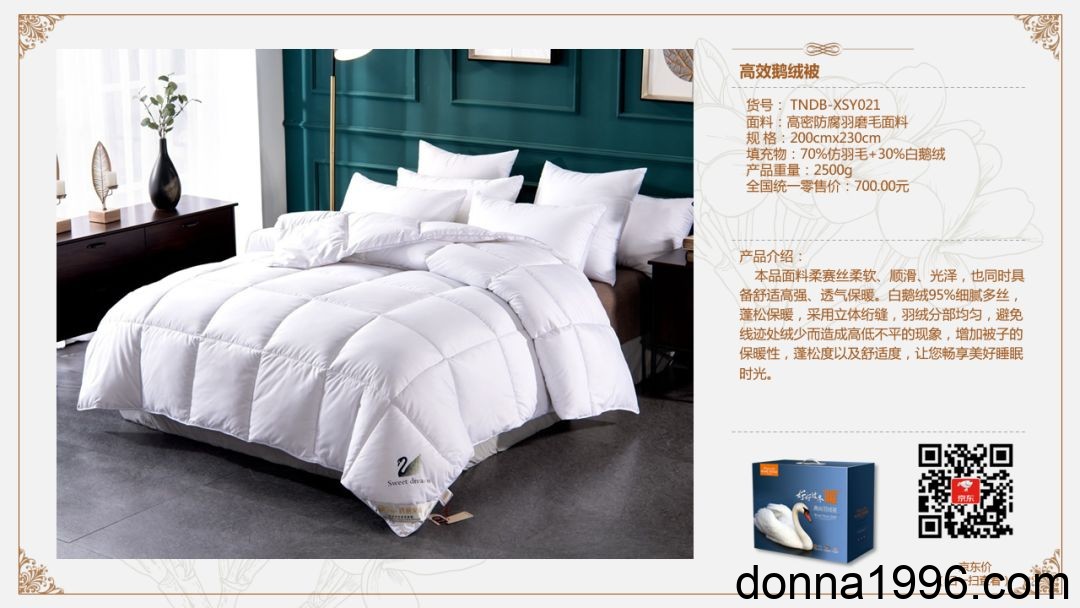 高效鹅绒被
货号： TNDB-XSY021
面料：高密防腐羽磨毛面料
规 格：200cmx230cm
填充物：70%仿羽毛+30%白鹅绒
产品重量：2500g
全国统一零售价：700.00元
产品介绍：
本品面料柔赛丝柔软、顺滑、光泽，也同时具
备舒适高强、透气保暖。白鹅绒95%细腻多丝，
蓬松保暖，采用立体绗缝，羽绒分部均匀，避免
线迹处绒少而造成高低不平的现象，增加被子的
保暖性，蓬松度以及舒适度，让您畅享美好睡眠
时光。
Sweet dream
京东
京东价
扫查看
donna1996.com